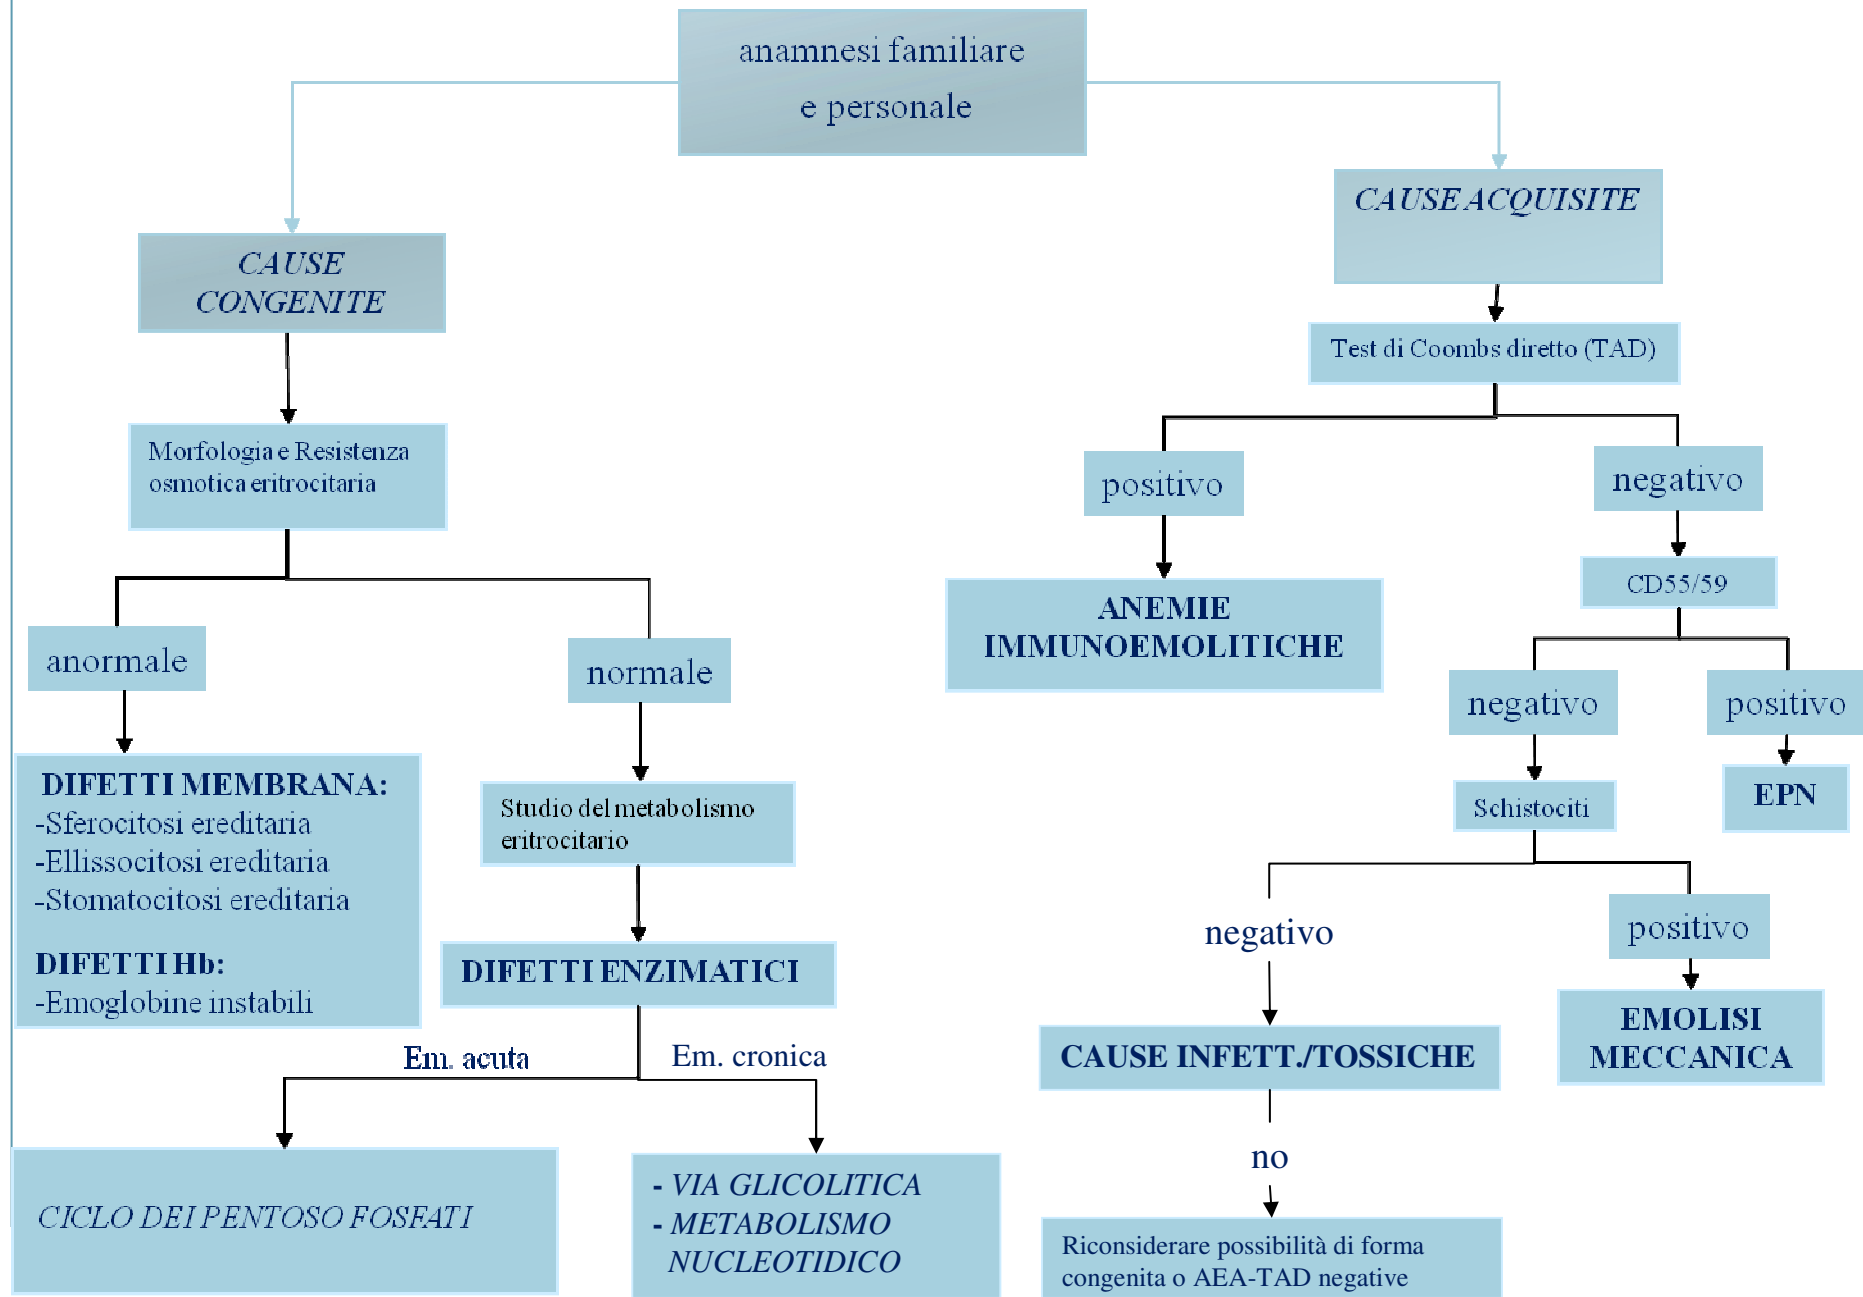 anamnesi familiare
e personale
CAUSE ACQUISITE
CAUSE
CONGENITE
Test di Coombs diretto (TAD)
Morfologia e Resistenza
osmotica eritrocitaria
positivo
negativo
CD55/59
ANEMIE
IMMUNOEMOLITICHE
anormale
normale
negativo
positivo
DIFETTI MEMBRANA:
-Sferocitosi ereditaria
-Ellissocitosi ereditaria
-Stomatocitosi ereditaria
DIFETTI Hb:
-Emoglobine instabili
Studio del metabolismo
eritrocitario
Schistociti
EPN
negativo
positivo
DIFETTI ENZIMATICI
EMOLISI
MECCANICA
Em. acuta
Em. cronica
CAUSE INFETT./TOSSICHE
no
CICLO DEI PENTOSO FOSFATI
- VIA GLICOLITICA
- METABOLISMO
NUCLEOTIDICO
Riconsiderare possibilità di forma
congenita o AEA-TAD negative